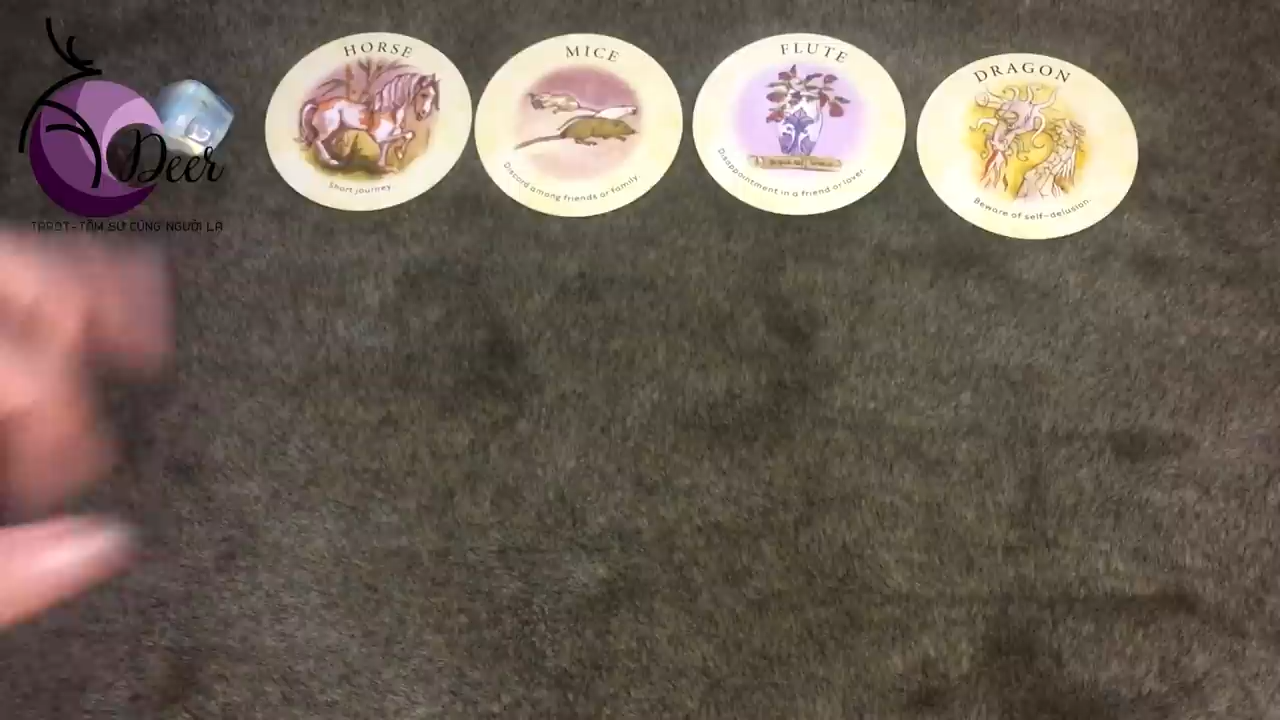 Deer
TAROT-TÂM SỰ CÙNG NGƯỜI LẠ
HORSE
Short journey.
MICE
Discord among friends or family.
FLUTE
Disappointment in a friend or lover.
DRAGON
Beware of self-delusion.